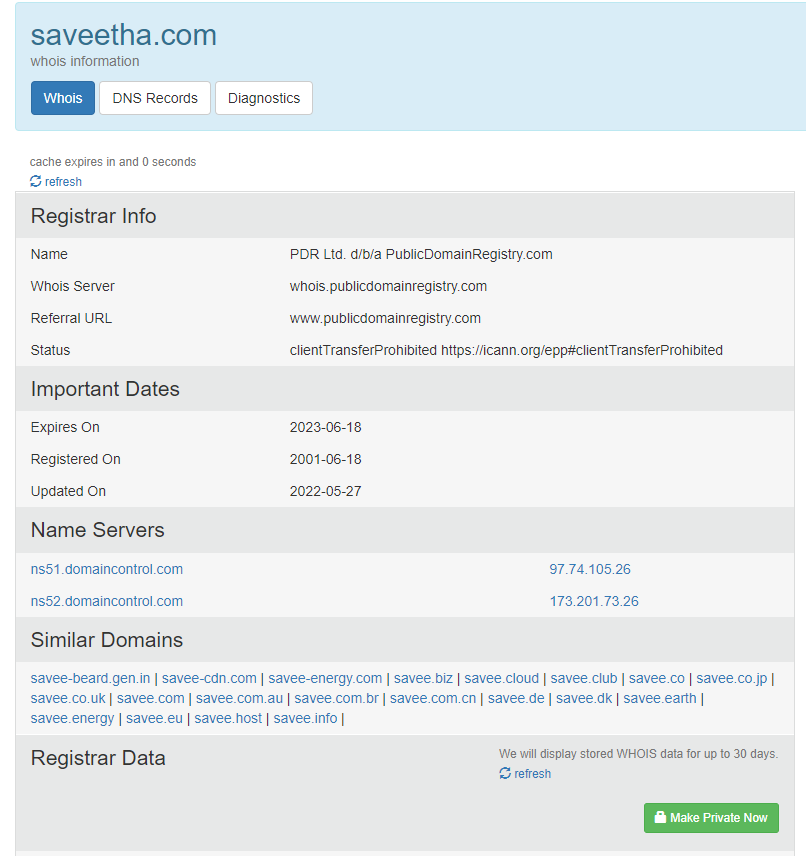 saveetha.com
whois information
Whois DNS Records Diagnostics
cache expires in and 0 seconds
refresh
Registrar Info
Name PDR Ltd. d/b/a PublicDomainRegistry.com
Whois Server whois.publicdomainregistry.com
Referral URL www.publicdomainregistry.com
Status clientTransferProhibited https://icann.org/epp#clientTransferProhibited
Important Dates
Expires On 2023-06-18
Registered On 2001-06-18
Updated On 2022-05-27
Name Servers
ns51.domaincontrol.com 97.74.105.26
ns52.domaincontrol.com 173.201.73.26
Similar Domains
savee-beard.gen.in | savee-cdn.com | savee-energy.com | savee.biz | savee.cloud | savee.club | savee.co | savee.co.jp |
savee.co.uk | savee.com | savee.com.au | savee.com.br | savee.com.cn | savee.de | savee.dk | savee.earth |
savee.energy | savee.eu | savee.host | savee.info |
Registrar Data
We will display stored WHOIS data for up to 30 days.
refresh
Make Private Now